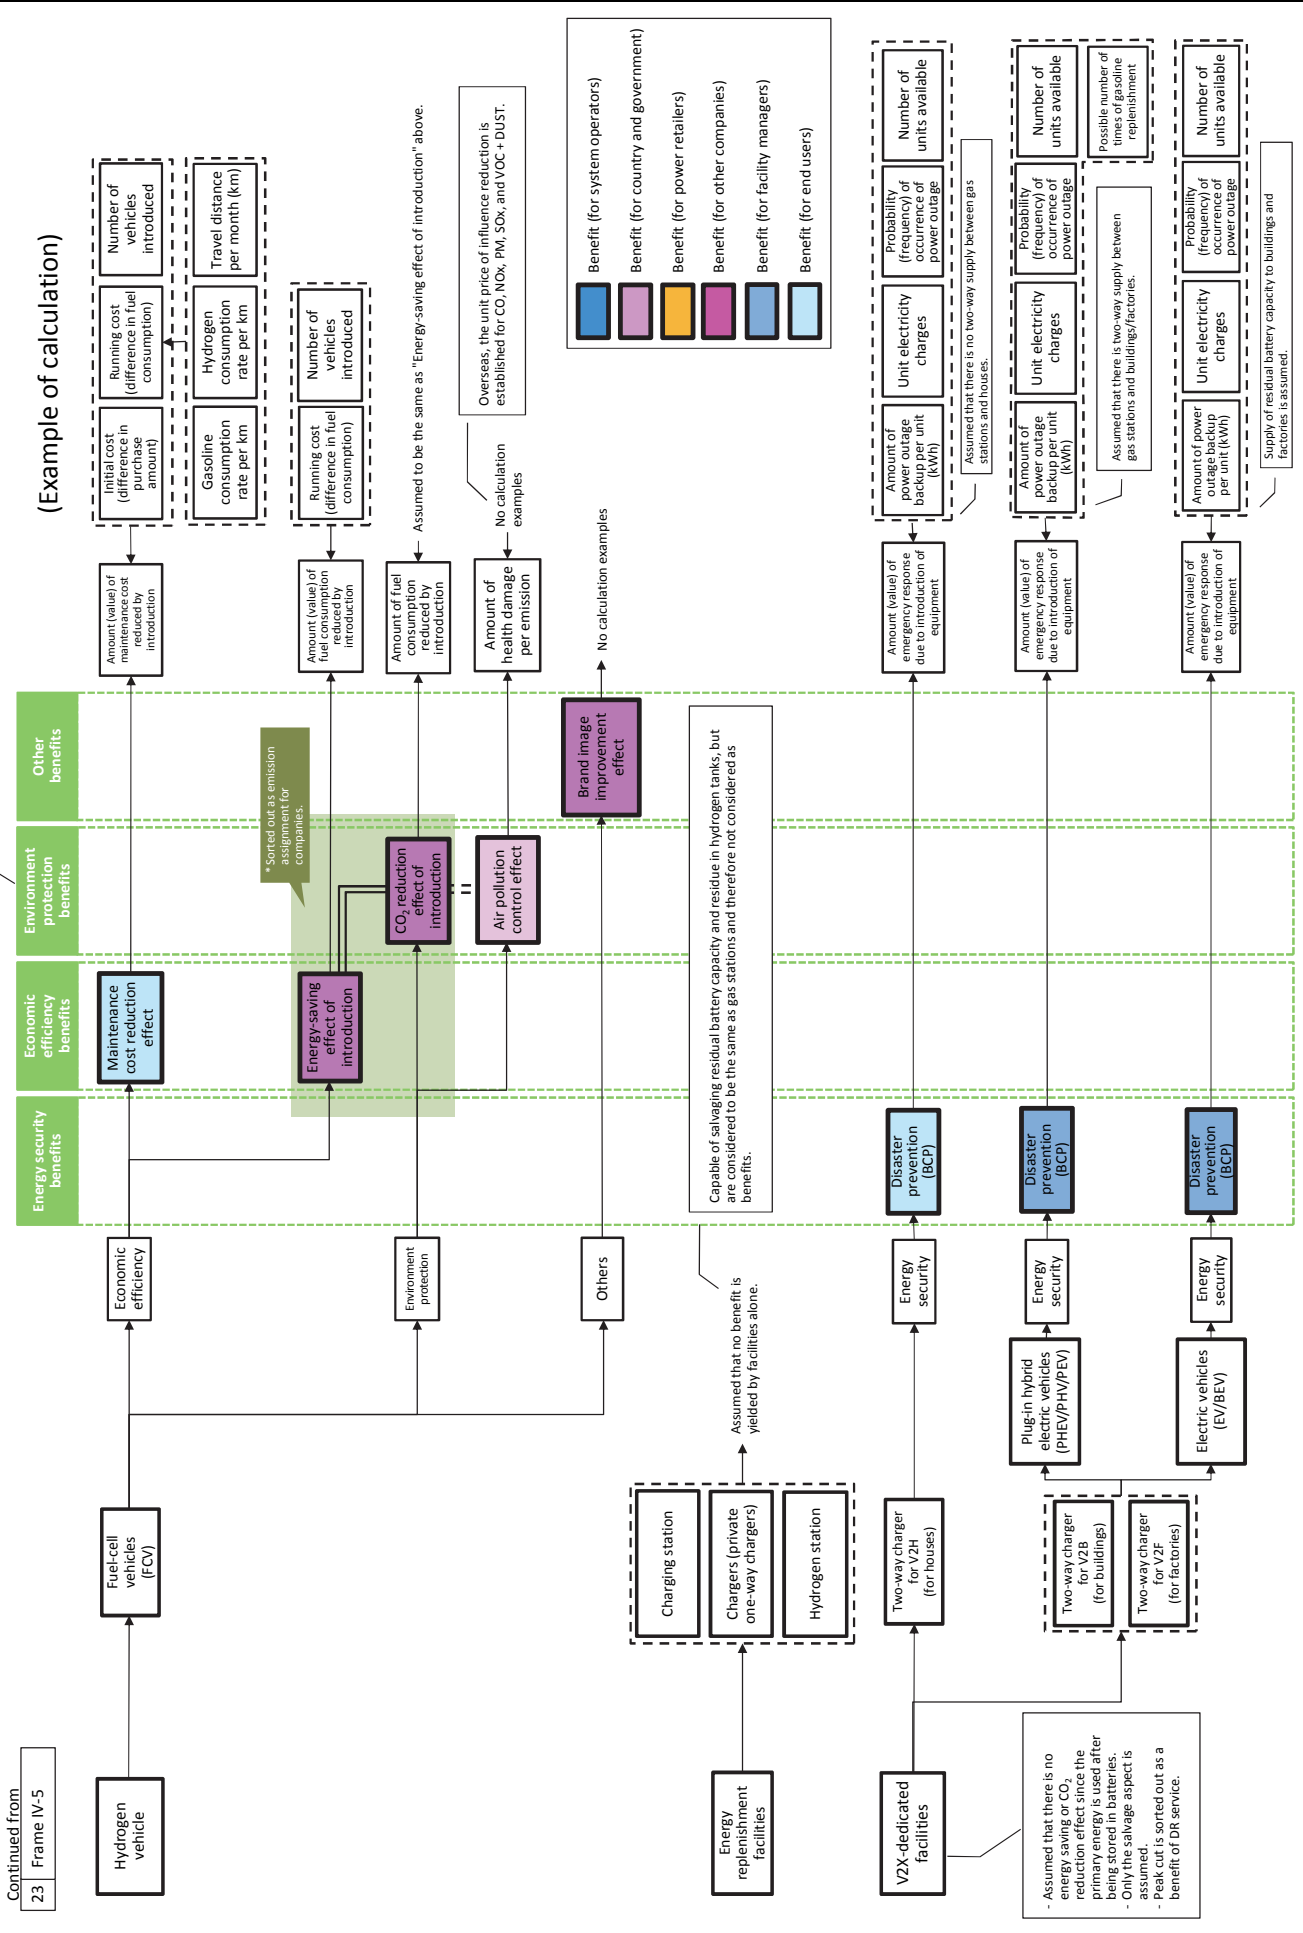 Continued from
23 Frame IV-5
(Example of calculation)
Energy security
benefits
Economic
efficiency
benefits
Environment
protection
benefits
Other
benefits
Hydrogen
vehicle
Fuel-cell
vehicles
(FCV)
Economic
efficiency
Maintenance
cost reduction
effect
Amount (value) of
maintenance cost
reduced by
introduction
Initial cost
(difference in
purchase
amount)
Running cost
(difference in fuel
consumption)
Number of
vehicles
introduced
Gasoline
consumption
rate per km
Hydrogen
consumption
rate per km
Travel distance
per month (km)
* Sorted out as emission
assignment for
companies.
Energy-saving
effect of
introduction
Amount (value) of
fuel consumption
reduced by
introduction
Running cost
(difference in fuel
consumption)
Number of
vehicles
introduced
Environment
protection
CO2 reduction
effect of
introduction
Amount of fuel
consumption
reduced by
introduction
Assumed to be the same as "Energy-saving effect of introduction" above.
Air pollution
control effect
Amount of
health damage
per emission
No calculation
examples
Overseas, the unit price of influence reduction is
established for CO, NOx, PM, SOx, and VOC + DUST.
Others
Brand image
improvement
effect
No calculation examples
Benefit (for system operators)
Benefit (for country and government)
Benefit (for power retailers)
Benefit (for other companies)
Benefit (for facility managers)
Benefit (for end users)
Energy
replenishment
facilities
Charging station
Chargers (private
one-way chargers)
Hydrogen station
Assumed that no benefit is
yielded by facilities alone.
Capable of salvaging residual battery capacity and residue in hydrogen tanks, but
are considered to be the same as gas stations and therefore not considered as
benefits.
V2X-dedicated
facilities
- Assumed that there is no
energy saving or CO2
reduction effect since the
primary energy is used after
being stored in batteries.
- Only the salvage aspect is
assumed.
- Peak cut is sorted out as a
benefit of DR service.
Two-way charger
for V2H
(for houses)
Energy
security
Disaster
prevention
(BCP)
Amount (value) of
emergency response
due to introduction of
equipment
Amount of
power outage
backup per unit
(kWh)
Unit electricity
charges
Probability
(frequency) of
occurrence of
power outage
Number of
units available
Assumed that there is no two-way supply between gas
stations and houses.
Two-way charger
for V2B
(for buildings)
Two-way charger
for V2F
(for factories)
Plug-in hybrid
electric vehicles
(PHEV/PHV/PEV)
Energy
security
Disaster
prevention
(BCP)
Amount (value) of
emergency response
due to introduction of
equipment
Amount of
power outage
backup per unit
(kWh)
Unit electricity
charges
Probability
(frequency) of
occurrence of
power outage
Number of
units available
Possible number of
times of gasoline
replenishment
Assumed that there is two-way supply between
gas stations and buildings/factories.
Electric vehicles
(EV/BEV)
Energy
security
Disaster
prevention
(BCP)
Amount (value) of
emergency response
due to introduction of
equipment
Amount of power
outage backup
per unit (kWh)
Unit electricity
charges
Probability
(frequency) of
occurrence of
power outage
Number of
units available
Supply of residual battery capacity to buildings and
factories is assumed.